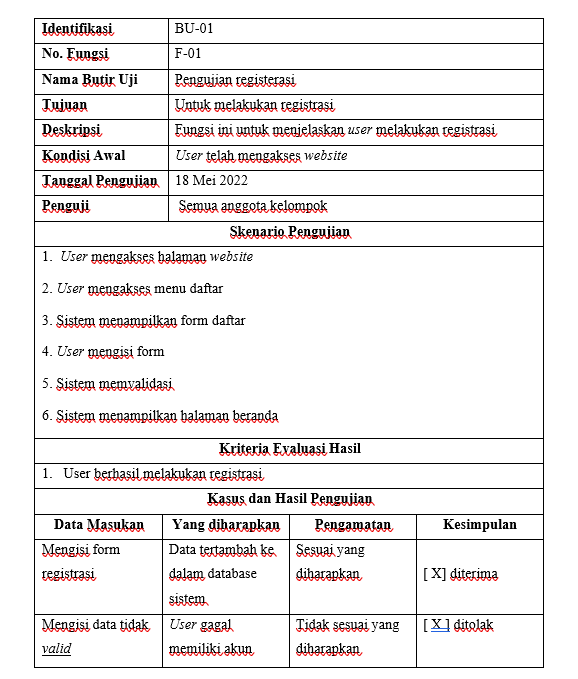 Identifikasi BU-01
No. Fungsi F-01
Nama Butir Uji Pengujian registerasi
Tujuan Untuk melakukan registrasi
Deskripsi Fungsi ini untuk menjelaskan user melakukan registrasi
Kondisi Awal User telah mengakses website
Tanggal Pengujian 18 Mei 2022
Penguji Semua anggota kelompok
Skenario Pengujian
1. User mengakses halaman website
2. User mengakses menu daftar
3. Sistem menampilkan form daftar
4. User mengisi form
5. Sistem memvalidasi
6. Sistem menampilkan halaman beranda
Kriteria Evaluasi Hasil
1. User berhasil melakukan registrasi
Kasus dan Hasil Pengujian
Data Masukan Yang diharapkan Pengamatan Kesimpulan
Mengisi form Data tertambah ke Sesuai yang
registrasi dalam database diharapkan [ X] diterima
sistem
Mengisi data tidak User gagal Tidak sesuai yang [ X ] ditolak
valid memiliki akun diharapkan